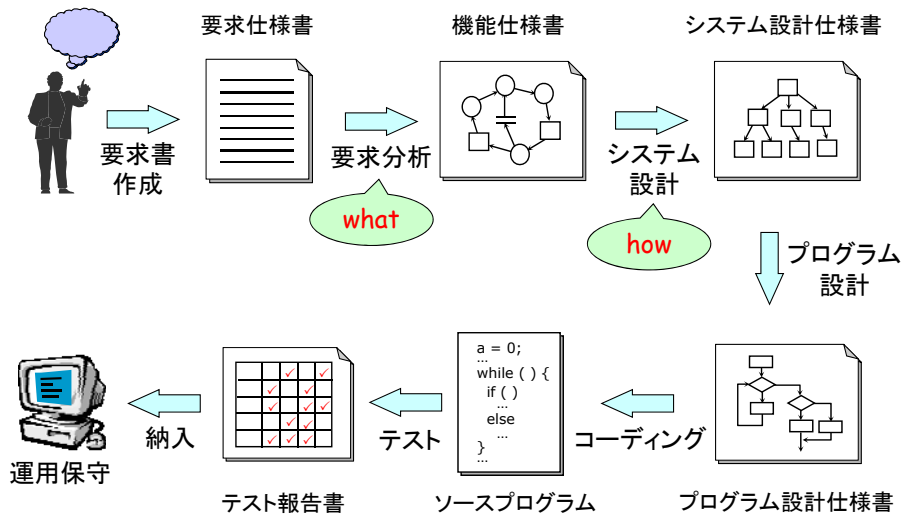 要求仕様書
機能仕様書
システム設計仕様書
要求書
作成
要求分析
システム
設計
what
how
プログラム
設計
a = 0;
…
while ( ) {
if ( )
…
else
…
}
…
納入
テスト
コーディング
運用保守
テスト報告書
ソースプログラム
プログラム設計仕様書